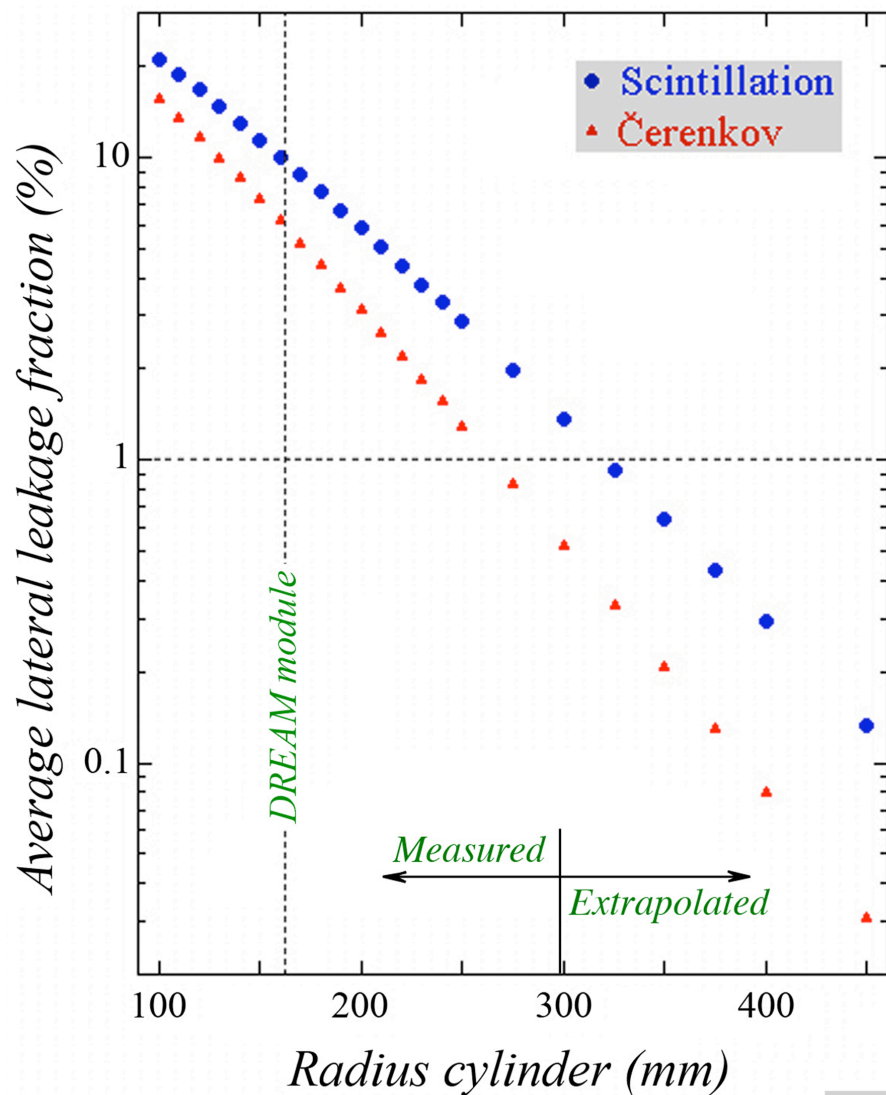 Scintillation
Čerenkov
Average lateral leakage fraction (%)
10
1
0.1
DREAM module
Measured
Extrapolated
100 200 300 400
Radius cylinder (mm)